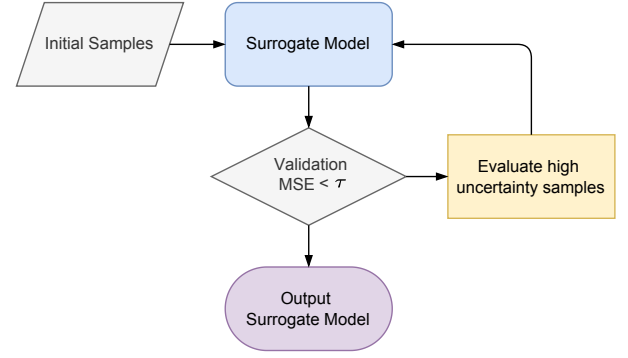 Initial Samples
Surrogate Model
Validation
MSE < τ
Evaluate high
uncertainty samples
Output
Surrogate Model